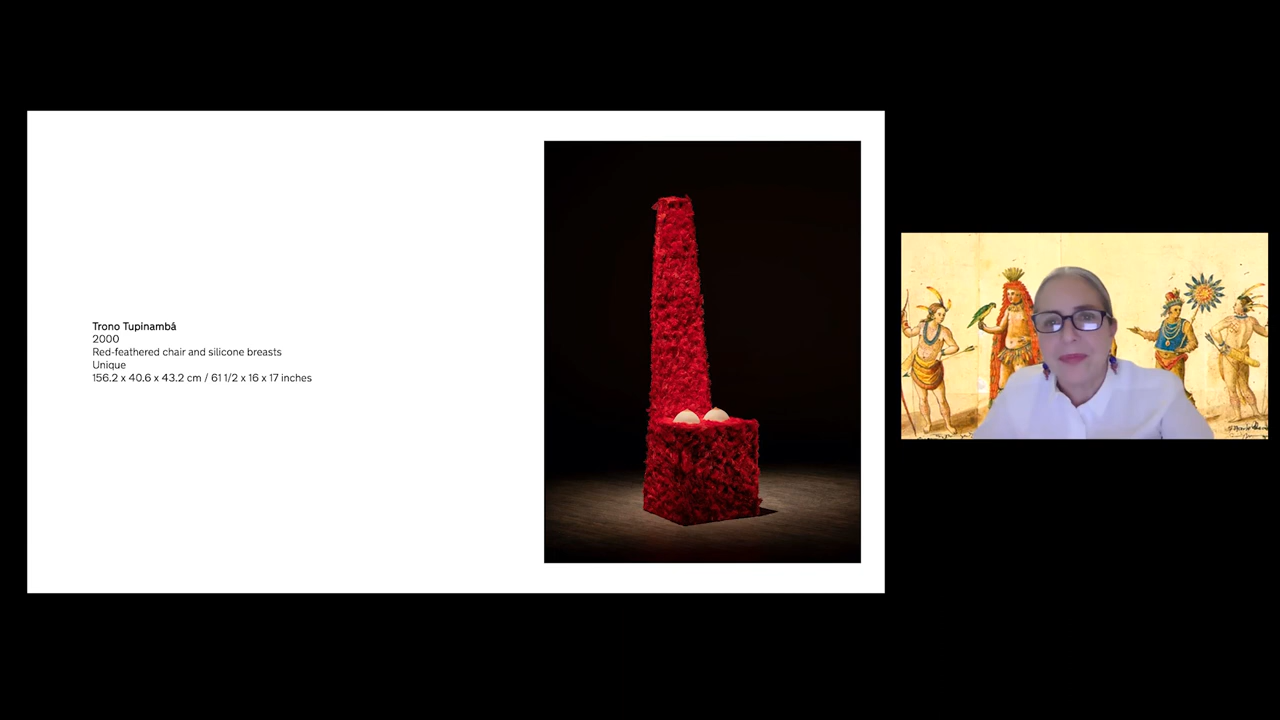 Trono Tupinambá
2000
Red-feathered chair and silicone breasts
Unique
156.2 x 40.6 x 43.2 cm / 61 1/2 x 16 x 17 inches